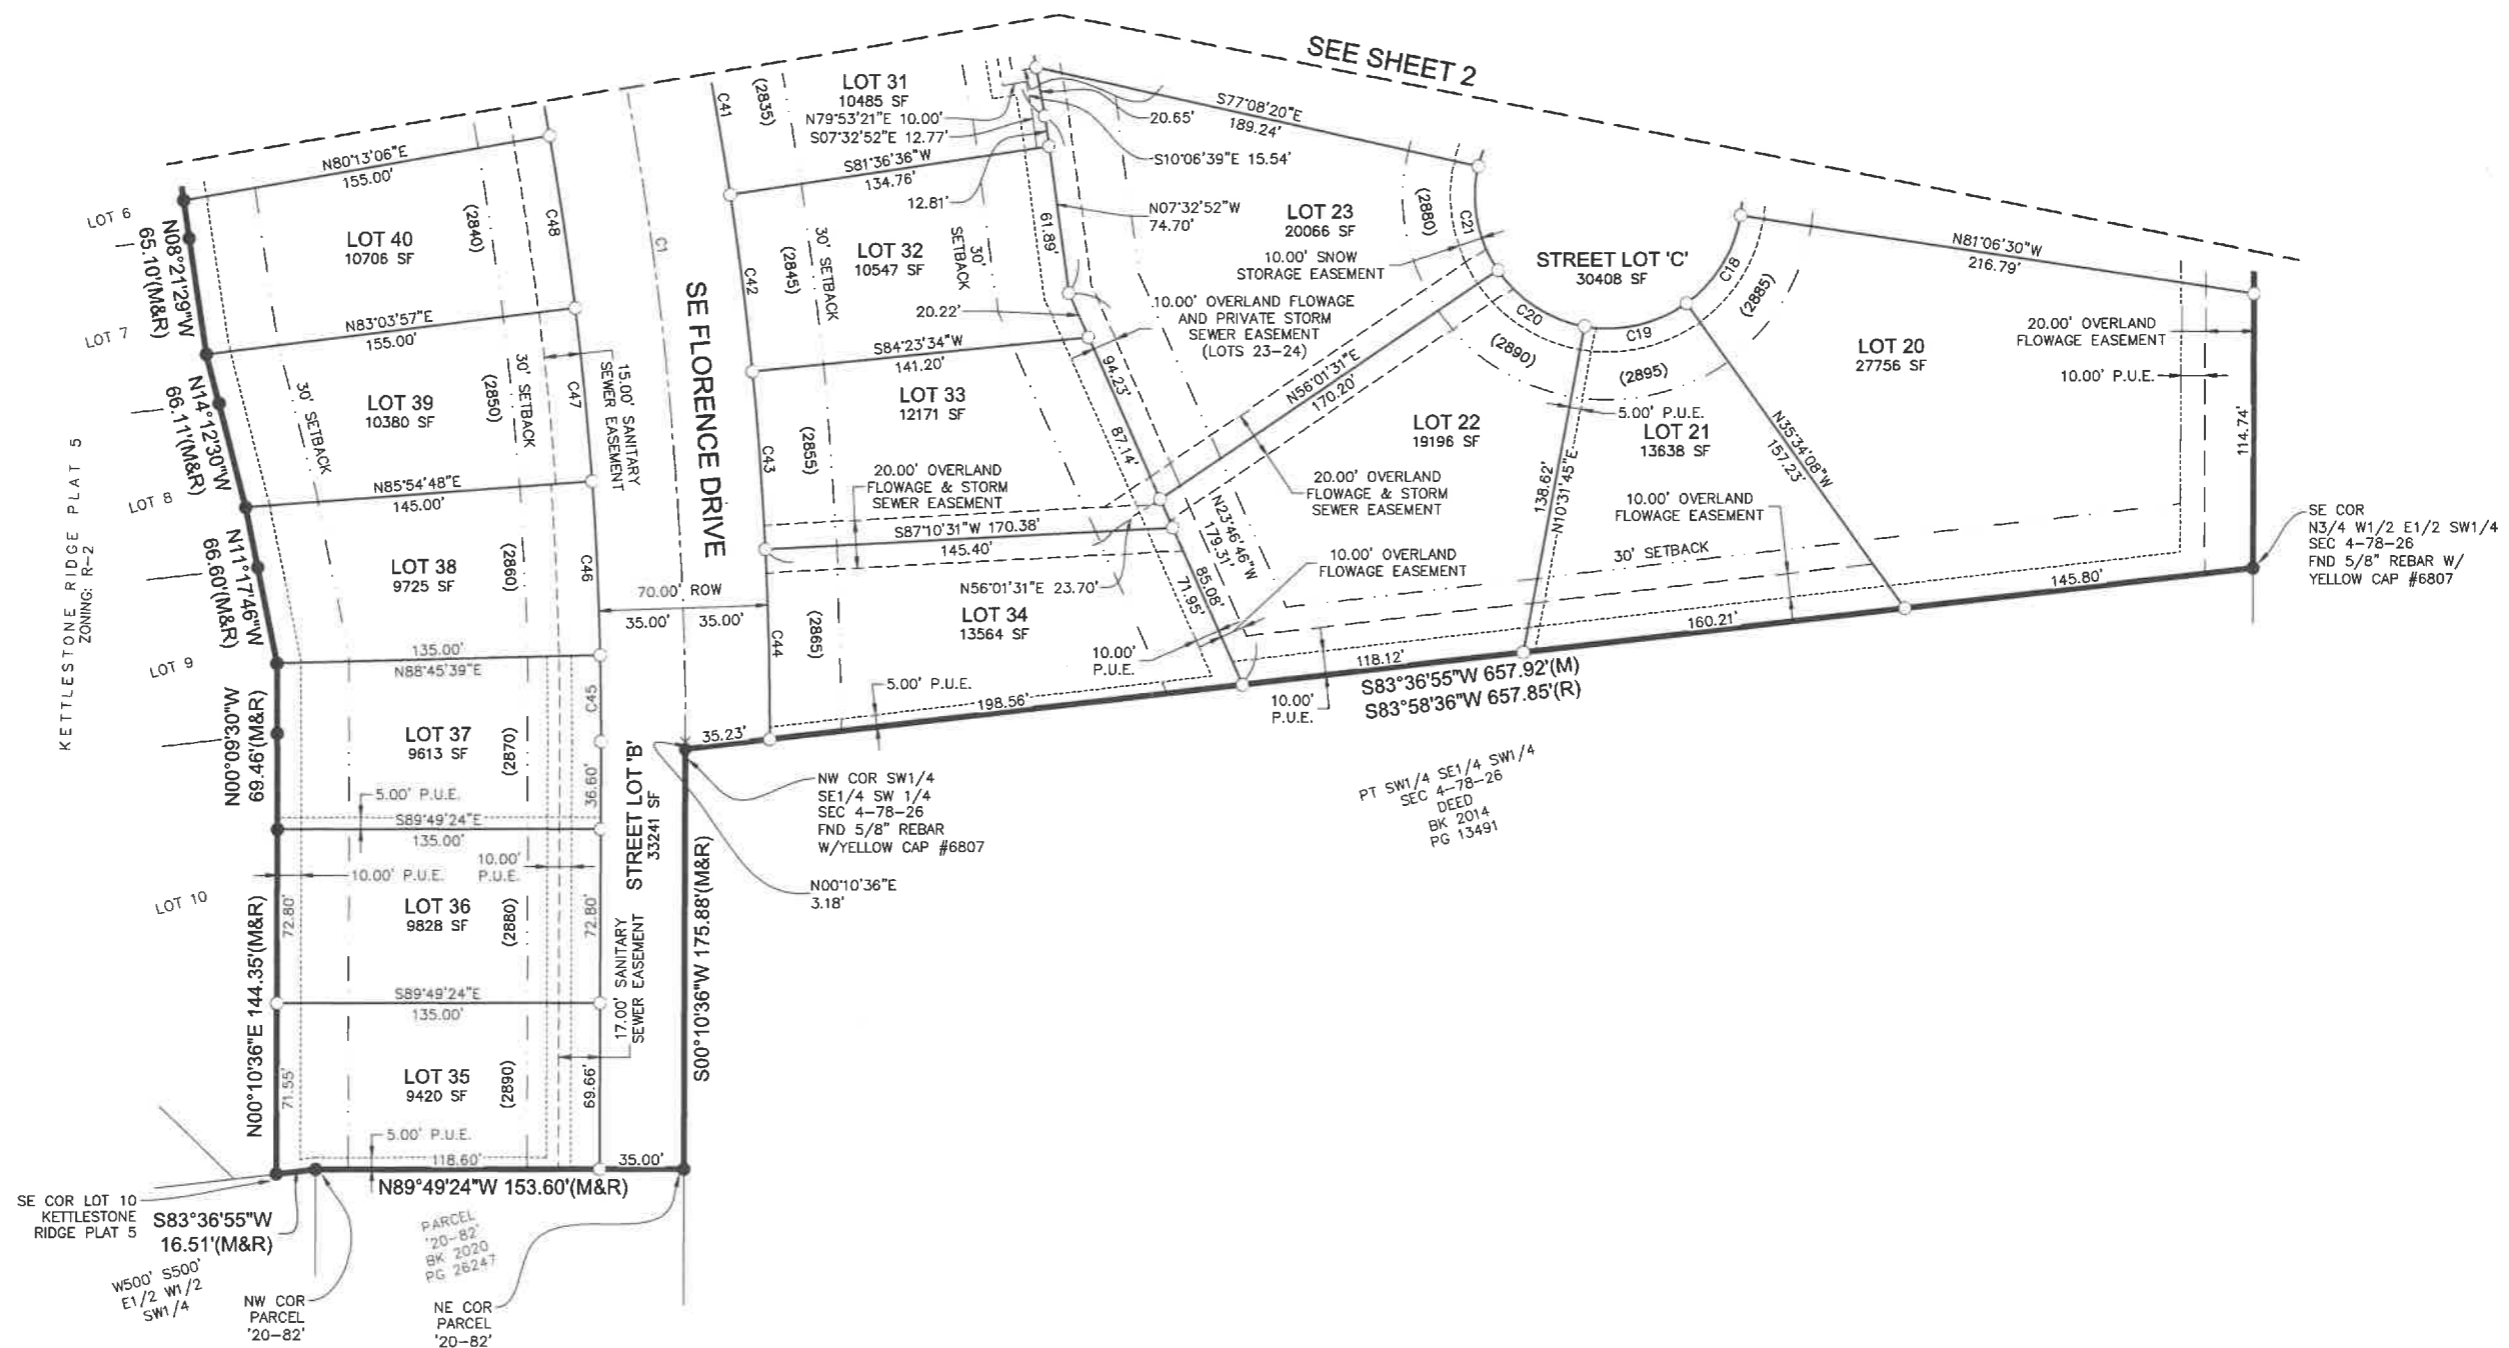 SEE SHEET 2
LOT 31
10485 SF
(2835)
C41
N79°53'21"E 10.00'
S07°32'52"E 12.77'
20.65'
S10°06'39"E 15.54'
S77°08'20"E
189.24'
N80°13'06"E
155.00'
S81°36'36"W
134.76'
12.81'
LOT 6
N08°21'29"W
65.10'(M&R)
LOT 40
10706 SF
(2840)
C48
C1
LOT 32
10547 SF
30' SETBACK
(2845)
C42
30'
SETBACK
61.89'
N07°32'52"W
74.70'
LOT 23
20066 SF
(2880)
C21
10.00' SNOW
STORAGE EASEMENT
STREET LOT 'C'
30408 SF
C18
(2885)
N81°06'30"W
216.79'
LOT 7
N83°03'57"E
155.00'
20.22'
10.00' OVERLAND FLOWAGE
AND PRIVATE STORM
SEWER EASEMENT
(LOTS 23-24)
C20
C19
(2890)
(2895)
20.00' OVERLAND
FLOWAGE EASEMENT
LOT 20
27756 SF
10.00' P.U.E.
114.74'
SE FLORENCE DRIVE
S84°23'34"W
141.20'
94.23'
N56°01'31"E
170.20'
N14°12'30"W
66.11'(M&R)
30' SETBACK
LOT 39
10380 SF
(2850)
30' SETBACK
C47
15.00' SANITARY
SEWER EASEMENT
LOT 33
12171 SF
C43
(2855)
87.14'
LOT 22
19196 SF
5.00' P.U.E.
LOT 21
13638 SF
N35°34'08"W
157.23'
KETTLESTONE RIDGE PLAT 5
ZONING: R-2
LOT 8
N85°54'48"E
145.00'
20.00' OVERLAND
FLOWAGE & STORM
SEWER EASEMENT
S87°10'31"W 170.38'
145.40'
20.00' OVERLAND
FLOWAGE & STORM
SEWER EASEMENT
138.62'
N10°31'45"E
10.00' OVERLAND
FLOWAGE EASEMENT
SE COR
N3/4 W1/2 E1/2 SW1/4
SEC 4-78-26
FND 5/8" REBAR W/
YELLOW CAP #6807
N11°17'46"W
66.60'(M&R)
LOT 38
9725 SF
(2860)
C46
70.00' ROW
35.00'
35.00'
N56°01'31"E 23.70'
N23°46'46"W
179.31'
10.00' OVERLAND
FLOWAGE EASEMENT
30' SETBACK
145.80'
LOT 34
13564 SF
(2865)
C44
85.08'
71.95'
10.00'
P.U.E.
160.21'
118.12'
LOT 9
135.00'
N88°45'39"E
5.00' P.U.E.
198.56'
10.00'
P.U.E.
S83°36'55"W 657.92'(M)
S83°58'36"W 657.85'(R)
N00°09'30"W
69.46'(M&R)
LOT 37
9613 SF
(2870)
C45
36.60'
35.23'
STREET LOT 'B'
33241 SF
NW COR SW1/4
SE1/4 SW 1/4
SEC 4-78-26
FND 5/8" REBAR
W/YELLOW CAP #6807
N00°10'36"E
3.18'
PT SW1/4 SE1/4 SW1/4
SEC 4-78-26
DEED
BK 2014
PG 13491
5.00' P.U.E.
S89°49'24"E
135.00'
10.00' P.U.E.
10.00'
P.U.E.
LOT 10
N00°10'36"E 144.35'(M&R)
72.80'
LOT 36
9828 SF
(2880)
72.80'
S00°10'36"W 175.88'(M&R)
17.00' SANITARY
SEWER EASEMENT
S89°49'24"E
135.00'
71.55'
LOT 35
9420 SF
(2890)
69.66'
5.00' P.U.E.
118.60'
35.00'
N89°49'24"W 153.60'(M&R)
SE COR LOT 10
KETTLESTONE
RIDGE PLAT 5
S83°36'55"W
16.51'(M&R)
W500' S500'
E1/2 W1/2
SW1/4
PARCEL
'20-82'
BK 2020
PG 26247
NW COR
PARCEL
'20-82'
NE COR
PARCEL
'20-82'